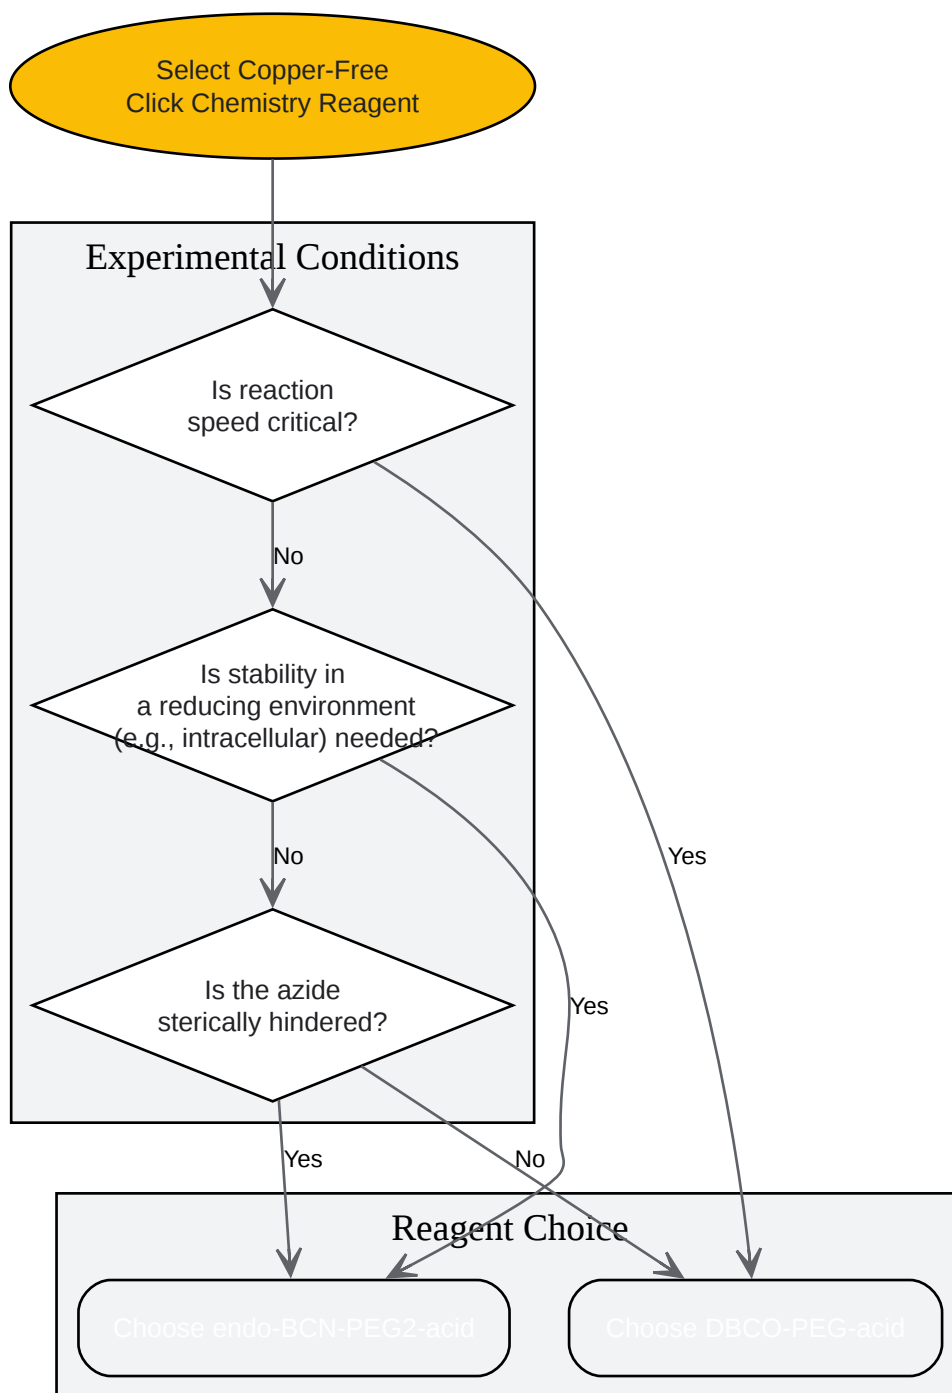 Select Copper-Free
Click Chemistry Reagent
Experimental Conditions
Is reaction
speed critical?
No
Is stability in
a reducing environment
(e.g., intracellular) needed?
No
Yes
Is the azide
sterically hindered?
Yes
Yes
No
Reagent Choice
Choose endo-BCN-PEG2-acid
Choose DBCO-PEG-acid